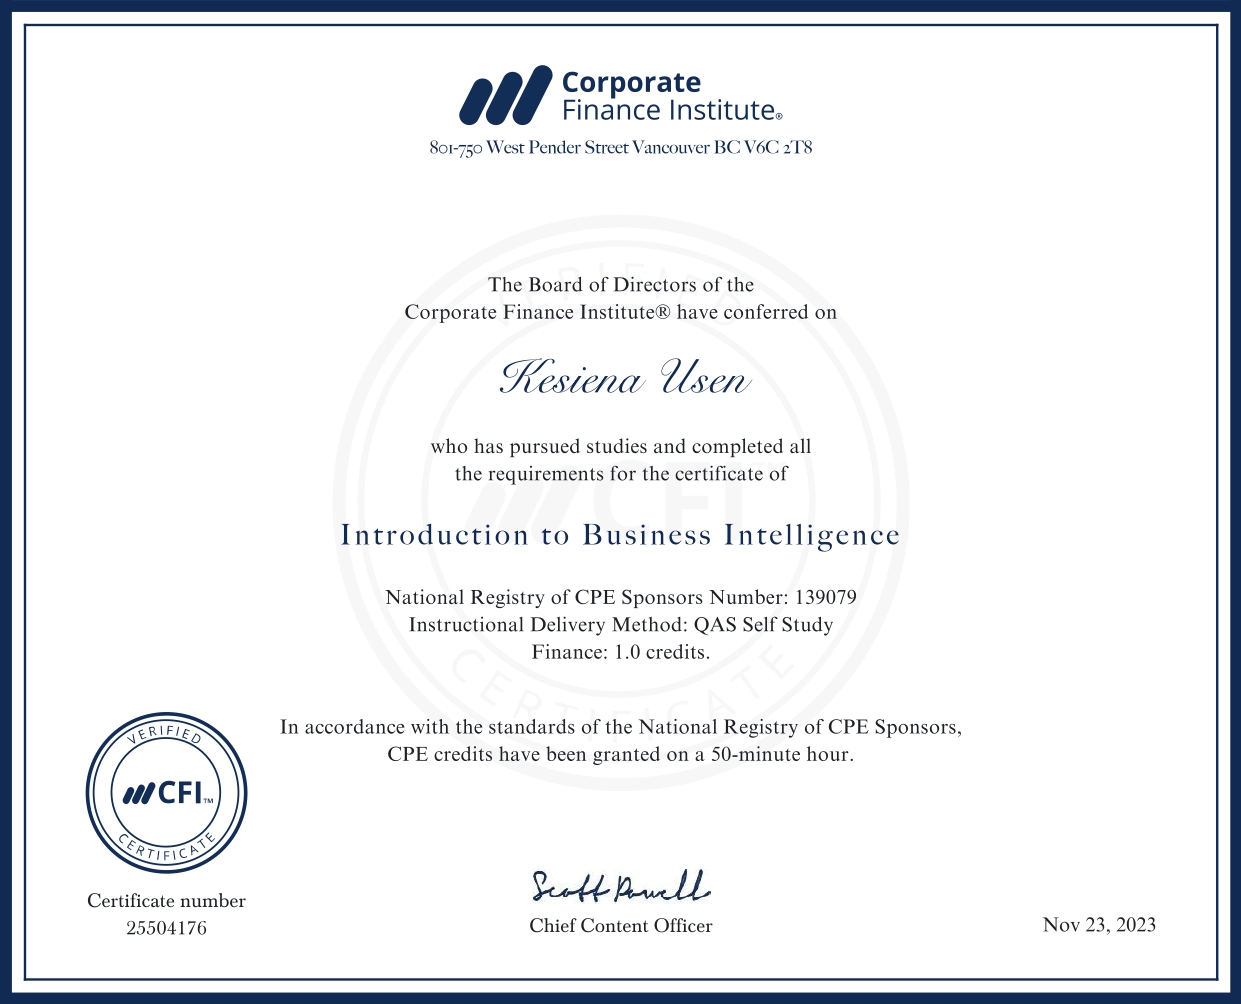 Corporate
Finance Institute®
801-750 West Pender Street Vancouver BC V6C 2T8
The Board of Directors of the
Corporate Finance Institute® have conferred on
Kesiena Usen
who has pursued studies and completed all
the requirements for the certificate of
Introduction to Business Intelligence
National Registry of CPE Sponsors Number: 139079
Instructional Delivery Method: QAS Self Study
Finance: 1.0 credits.
In accordance with the standards of the National Registry of CPE Sponsors,
CPE credits have been granted on a 50-minute hour.
VERIFIED
CFI™
CERTIFICATE
Certificate number
25504176
Scott Powell
Chief Content Officer
Nov 23, 2023
VERIFIED
CFI
CERTIFICATE